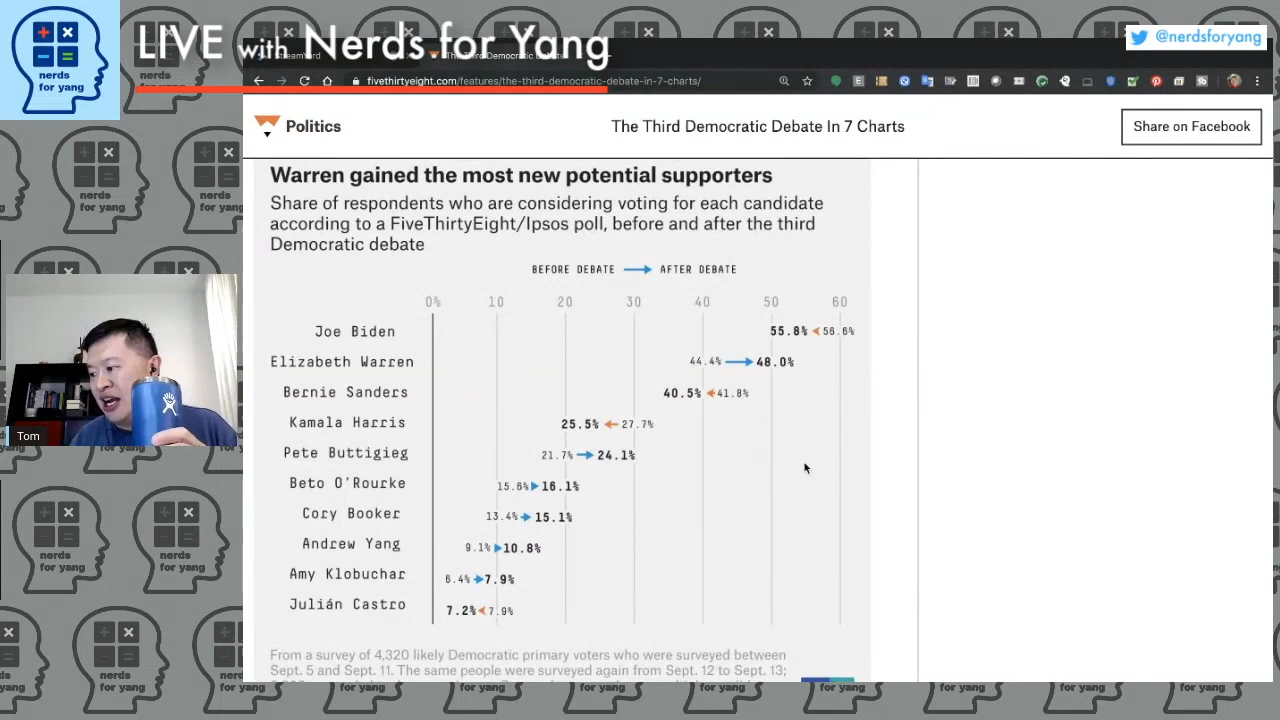 LIVE with Nerds for Yang
@nerdsforyang
nerds
for yang
fivethirtyeight.com/features/the-third-democratic-debate-in-7-charts/
Politics
The Third Democratic Debate In 7 Charts
Share on Facebook
Warren gained the most new potential supporters
Share of respondents who are considering voting for each candidate
according to a FiveThirtyEight/Ipsos poll, before and after the third
Democratic debate
BEFORE DEBATE AFTER DEBATE
0% 10 20 30 40 50 60
Joe Biden 55.8% 56.6%
Elizabeth Warren 44.4% 48.0%
Bernie Sanders 40.5% 41.8%
Kamala Harris 25.5% 27.7%
Pete Buttigieg 21.7% 24.1%
Beto O'Rourke 15.6% 16.1%
Cory Booker 13.4% 15.1%
Andrew Yang 9.1% 10.8%
Amy Klobuchar 6.4% 7.9%
Julián Castro 7.2% 7.9%
From a survey of 4,320 likely Democratic primary voters who were surveyed between
Sept. 5 and Sept. 11. The same people were surveyed again from Sept. 12 to Sept. 13;
Tom